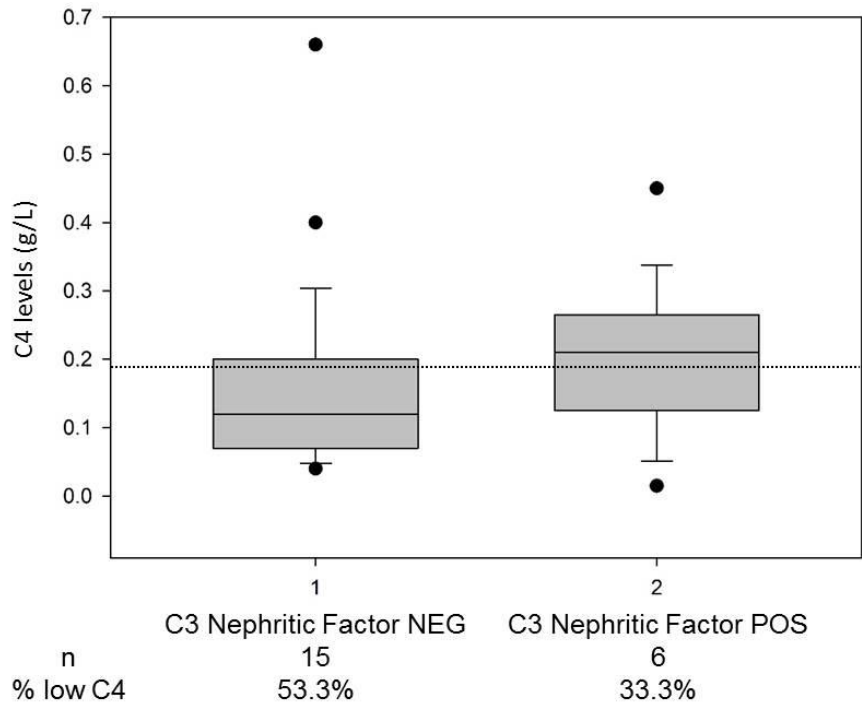 0.7
0.6
0.5
0.4
0.3
0.2
0.1
0.0
C4 levels (g/L)
1 2
C3 Nephritic Factor NEG C3 Nephritic Factor POS
n 15 6
% low C4 53.3% 33.3%